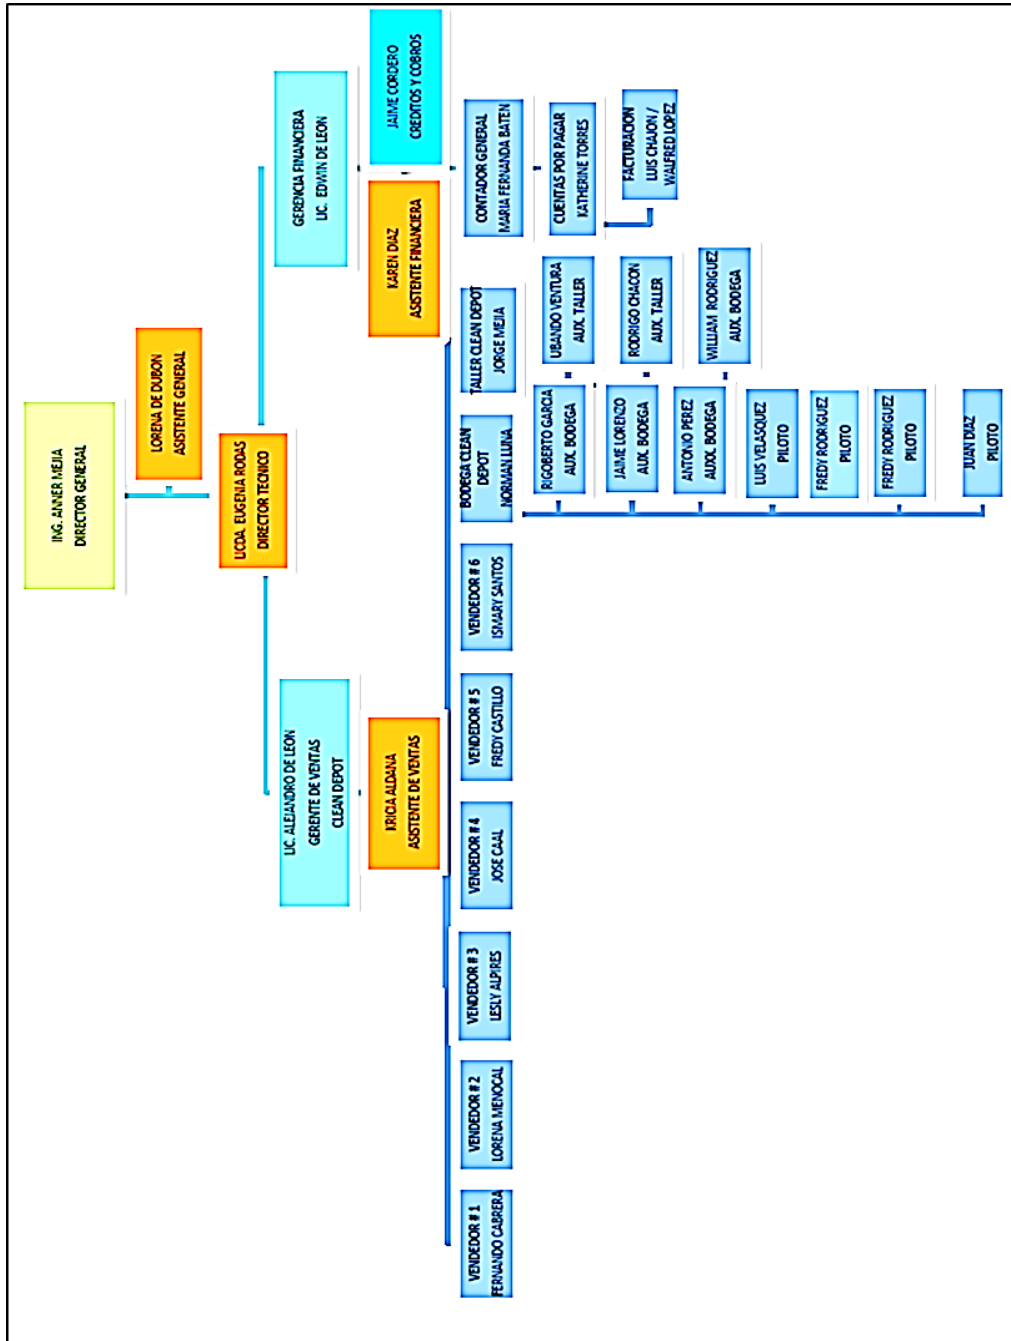 ING. ANNER MEJIA
DIRECTOR GENERAL
LORENA DE DUBON
ASISTENTE GENERAL
LICDA. EUGENIA RODAS
DIRECTOR TECNICO
LIC. ALEJANDRO DE LEON
GERENTE DE VENTAS
CLEAN DEPOT
GERENCIA FINANCIERA
LIC. EDWIN DE LEON
KRICIA ALDANA
ASISTENTE DE VENTAS
KAREN DIAZ
ASISTENTE FINANCIERA
JAIME CORDERO
CREDITOS Y COBROS
VENDEDOR # 1
FERNANDO CABRERA
VENDEDOR #2
LORENA MENOCAL
VENDEDOR # 3
LESLY ALPIRES
VENDEDOR #4
JOSE CAAL
VENDEDOR # 5
FREDY CASTILLO
VENDEDOR # 6
ISMARY SANTOS
BODEGA CLEAN
DEPOT
NORMAN LUNA
TALLER CLEAN DEPOT
JORGE MEJIA
CONTADOR GENERAL
MARIA FERNANDA BATEN
RIGOBERTO GARCIA
AUX. BODEGA
UBANDO VENTURA
AUX. TALLER
CUENTAS POR PAGAR
KATHERINE TORRES
JAIME LORENZO
AUX. BODEGA
RODRIGO CHACON
AUX. TALLER
FACTURACION
LUIS CHAJON /
WALFRED LOPEZ
ANTONIO PEREZ
AUXX. BODEGA
WILLIAM RODRIGUEZ
AUX. BODEGA
LUIS VELASQUEZ
PILOTO
FREDY RODRIGUEZ
PILOTO
FREDY RODRIGUEZ
PILOTO
JUAN DIAZ
PILOTO